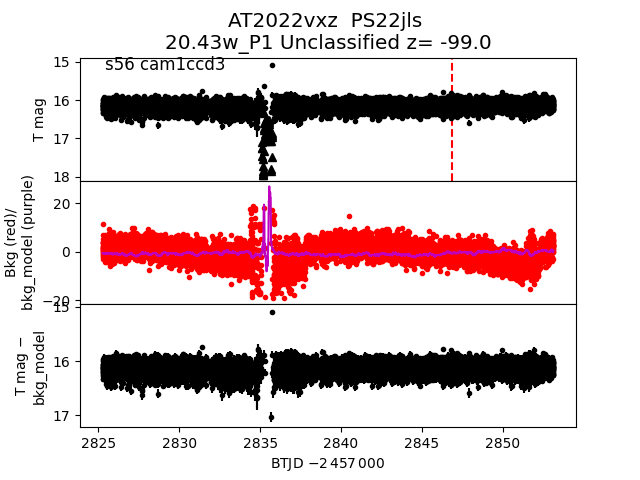 AT2022vxz  PS22jls
20.43w_P1 Unclassified z= -99.0
s56 cam1ccd3
15
16
17
18
T mag
20
0
−20
Bkg (red)/
bkg_model (purple)
15
16
17
T mag −
bkg_model
2825 2830 2835 2840 2845 2850
BTJD −2 457 000